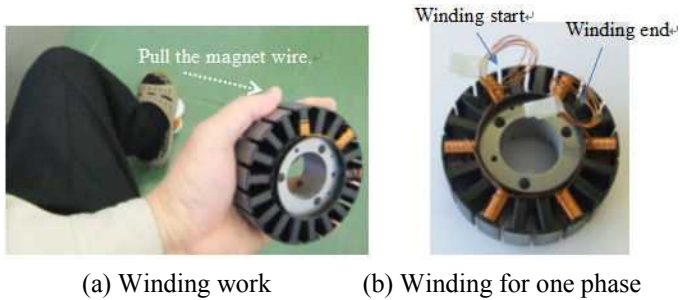 Winding start
Winding end
Pull the magnet wire.
(a) Winding work
(b) Winding for one phase